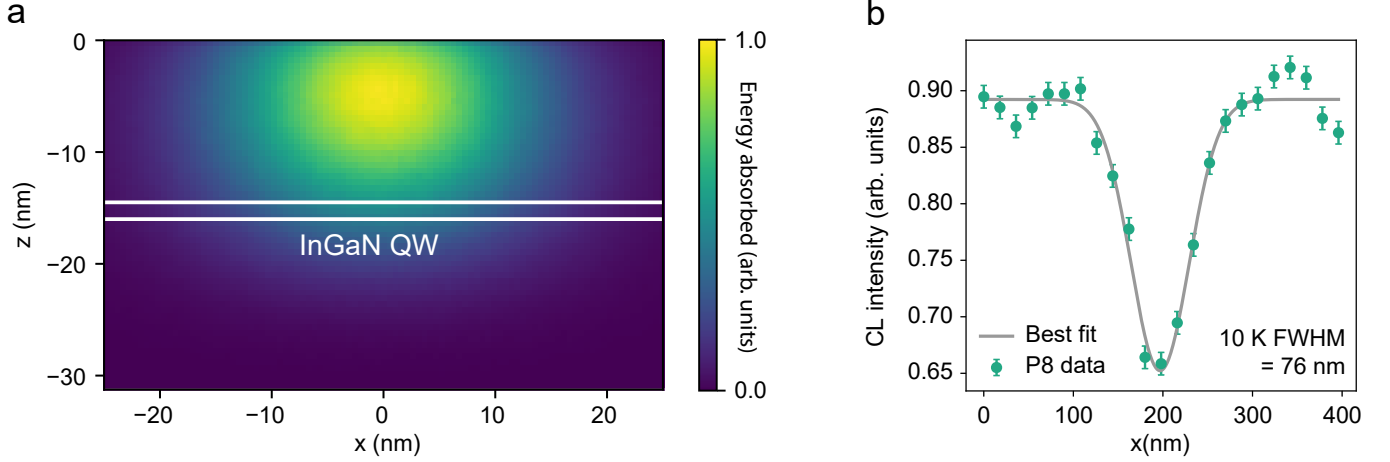 a
0
−10
−20
−30
z (nm)
InGaN QW
−20
−10
0
10
20
x (nm)
1.0
0.0
Energy absorbed (arb. units)
b
0.90
0.85
0.80
0.75
0.70
0.65
CL intensity (arb. units)
Best fit
P8 data
10 K FWHM
= 76 nm
0
100
200
300
400
x(nm)